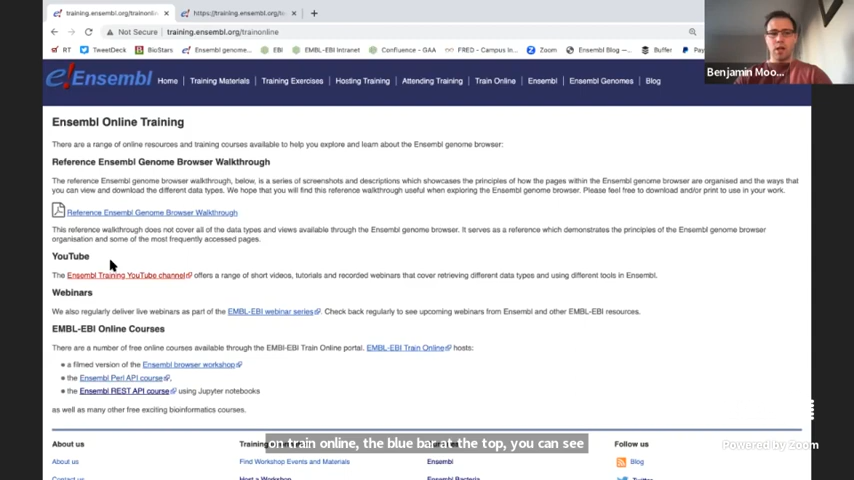 training.ensembl.org/trainonlin
https://training.ensembl.org/t
Not Secure
training.ensembl.org/trainonline
RT
TweetDeck
BioStars
Ensembl genome...
EBI
EMBL-EBI Intranet
Confluence - GAA
FRED - Campus In...
Zoom
Ensembl Blog —...
Buffer
Benjamin Moo...
e!Ensembl
Home
Training Materials
Training Exercises
Hosting Training
Attending Training
Train Online
Ensembl
Ensembl Genomes
Blog
Ensembl Online Training
There are a range of online resources and training courses available to help you explore and learn about the Ensembl genome browser:
Reference Ensembl Genome Browser Walkthrough
The reference Ensembl genome browser walkthrough, below, is a series of screenshots and descriptions which showcases the principles of how the pages within the Ensembl genome browser are organised and the ways that
you can view and download the different data types. We hope that you will find this reference walkthrough useful when exploring the Ensembl genome browser. Please feel free to download and/or print to use in your work.
Reference Ensembl Genome Browser Walkthrough
This reference walkthrough does not cover all of the data types and views available through the Ensembl genome browser. It serves as a reference which demonstrates the principles of the Ensembl genome browser
organisation and some of the most frequently accessed pages.
YouTube
The Ensembl Training YouTube channel offers a range of short videos, tutorials and recorded webinars that cover retrieving different data types and using different tools in Ensembl.
Webinars
We also regularly deliver live webinars as part of the EMBL-EBI webinar series. Check back regularly to see upcoming webinars from Ensembl and other EMBL-EBI resources.
EMBL-EBI Online Courses
There are a number of free online courses available through the EMBl-EBI Train Online portal. EMBL-EBI Train Online hosts:
a filmed version of the Ensembl browser workshop
the Ensembl Perl API course,
the Ensembl REST API course using Jupyter notebooks
as well as many other free exciting bioinformatics courses.
on train online, the blue bar at the top, you can see
Powered by Zoom
About us
Follow us
About us
Find Workshop Events and Materials
Ensembl
Blog
Contact us
Host a Workshop
Ensembl Bacteria